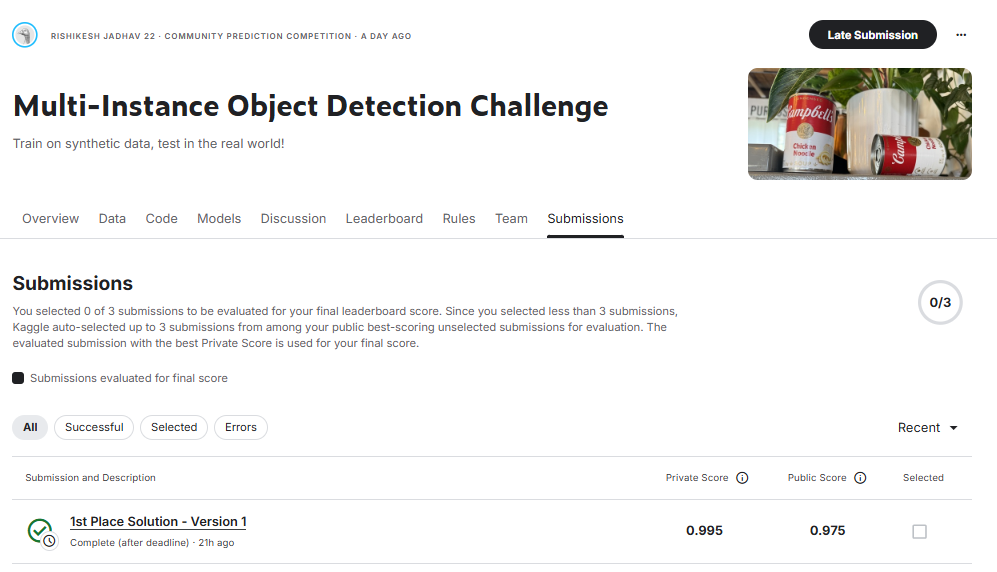 RISHIKESH JADHAV 22 · COMMUNITY PREDICTION COMPETITION · A DAY AGO
Late Submission
...
Multi-Instance Object Detection Challenge
Train on synthetic data, test in the real world!
PUR
Campbell's
Chicken
Noodle
Camp
Overview Data Code Models Discussion Leaderboard Rules Team Submissions
Submissions
0/3
You selected 0 of 3 submissions to be evaluated for your final leaderboard score. Since you selected less than 3 submissions,
Kaggle auto-selected up to 3 submissions from among your public best-scoring unselected submissions for evaluation. The
evaluated submission with the best Private Score is used for your final score.
Submissions evaluated for final score
All Successful Selected Errors Recent
Submission and Description Private Score Public Score Selected
1st Place Solution - Version 1
Complete (after deadline) · 21h ago
0.995 0.975